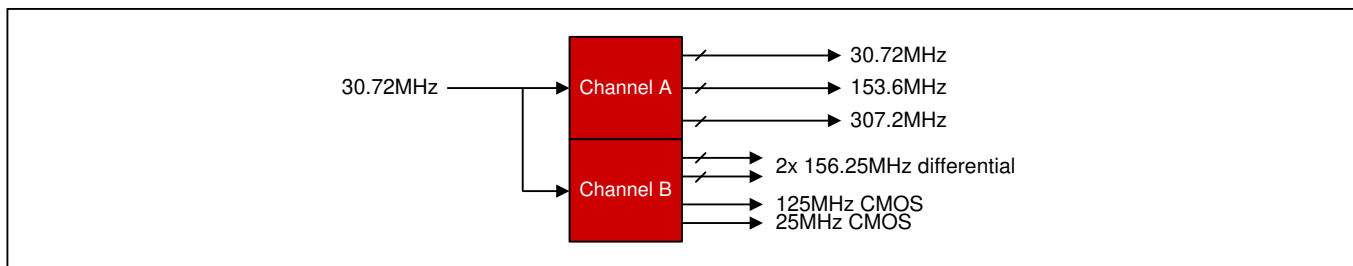 30.72MHz
Channel A
30.72MHz
153.6MHz
307.2MHz
Channel B
2x 156.25MHz differential
125MHz CMOS
25MHz CMOS